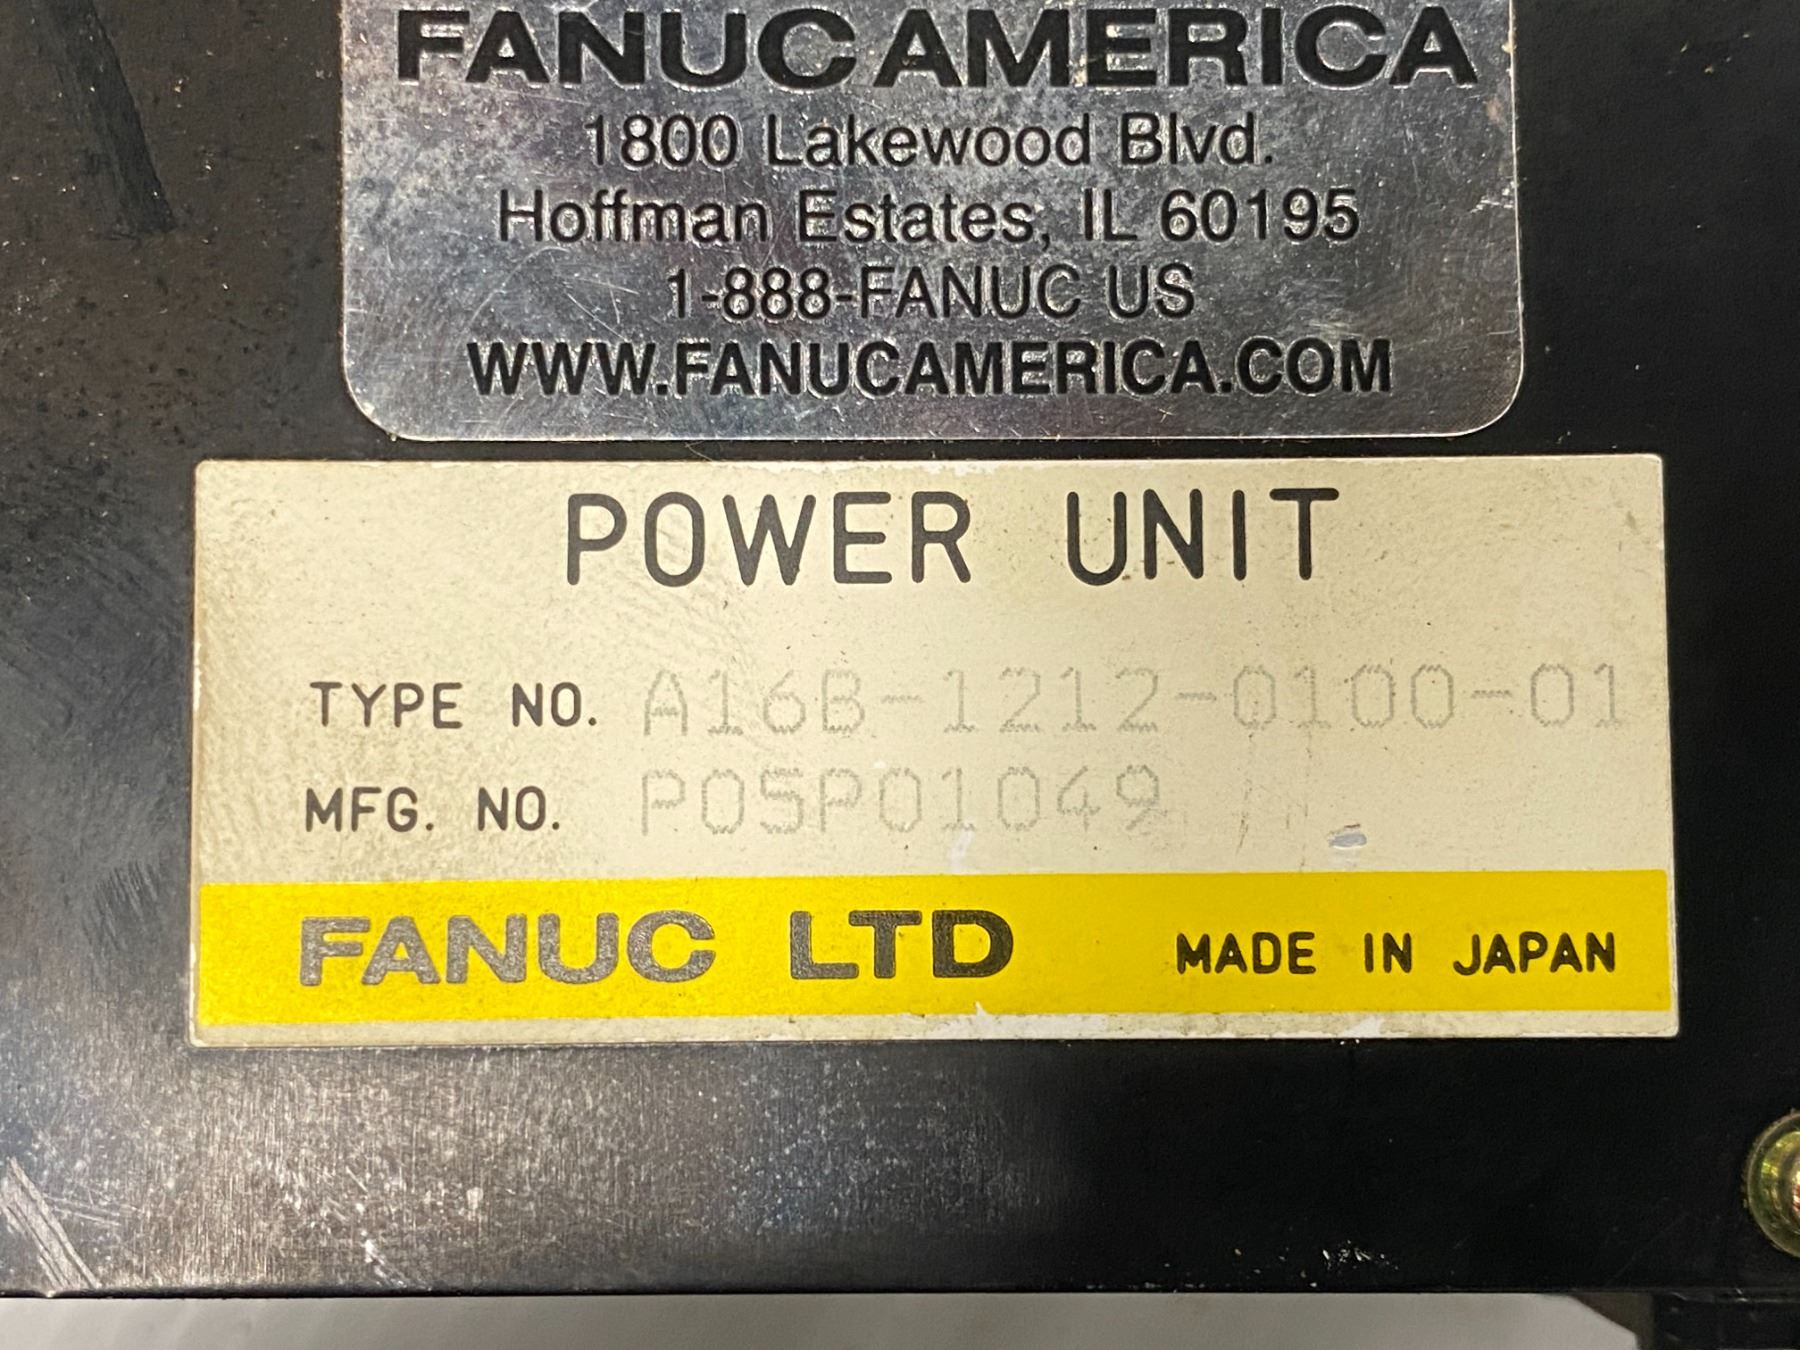 FANUC AMERICA
1800 Lakewood Blvd.
Hoffman Estates, IL 60195
1-888-FANUC US
WWW.FANUCAMERICA.COM
POWER UNIT
TYPE NO. A16B-1212-0100-01
MFG. NO. P05P01049
FANUC LTD MADE IN JAPAN